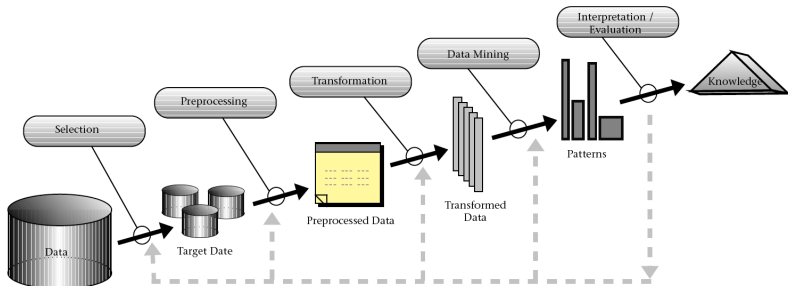 Interpretation /
Evaluation
Data Mining
Transformation
Preprocessing
Selection
Knowledge
Patterns
Transformed
Data
Preprocessed Data
Target Date
Data